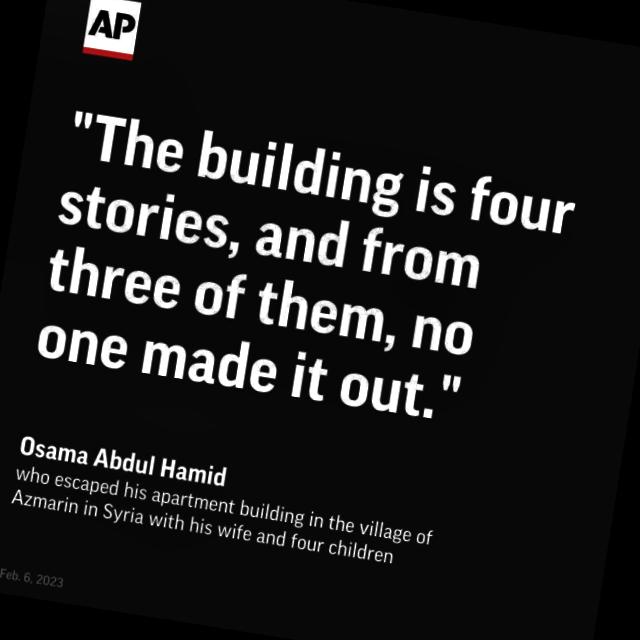 AP
"The building is four
stories, and from
three of them, no
one made it out."
Osama Abdul Hamid
who escaped his apartment building in the village of
Azmarin in Syria with his wife and four children
Feb. 6, 2023